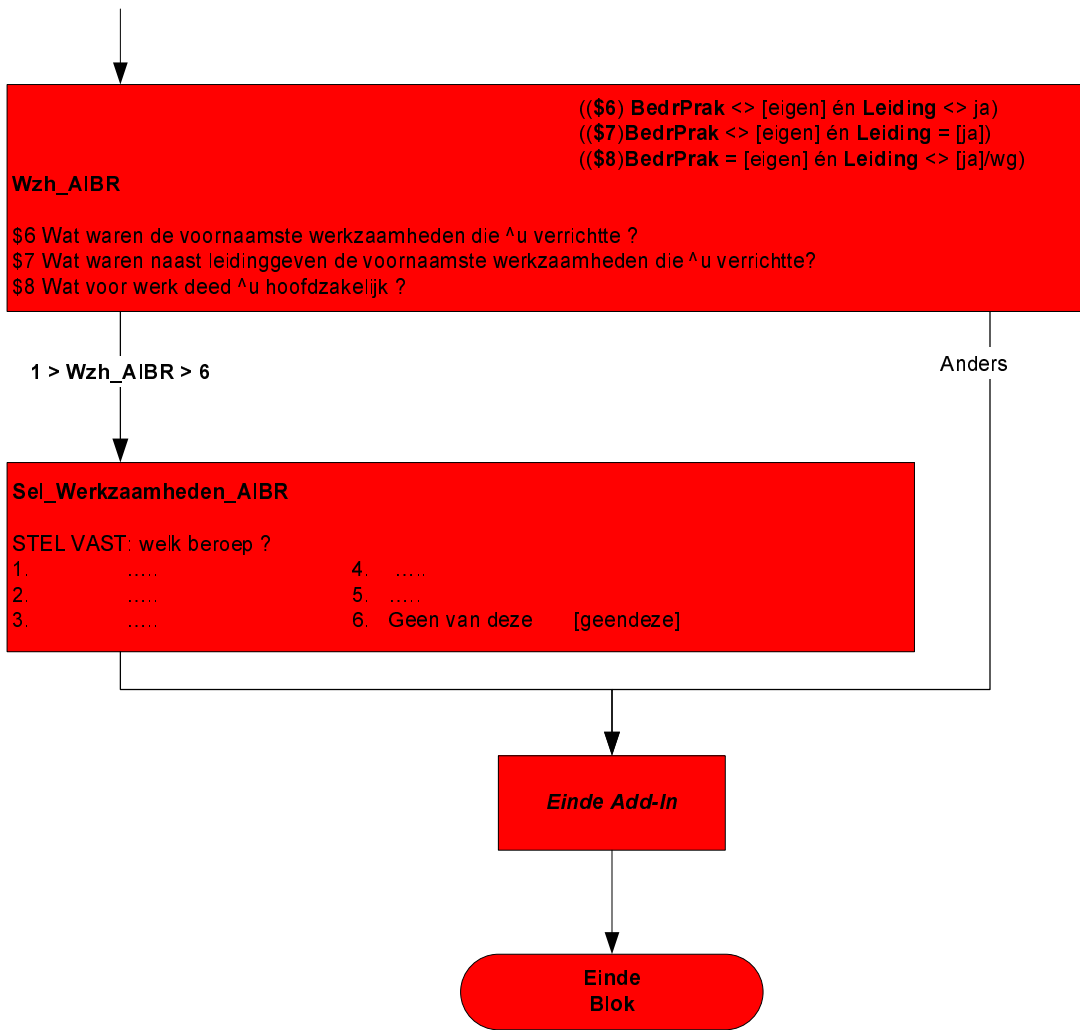 (($6) BedrPrak <> [eigen] én Leiding <> ja)
(($7)BedrPrak <> [eigen] én Leiding = [ja])
(($8)BedrPrak = [eigen] én Leiding <> [ja]/wg)
Wzh_AIBR
$6 Wat waren de voornaamste werkzaamheden die ^u verrichtte ?
$7 Wat waren naast leidinggeven de voornaamste werkzaamheden die ^u verrichtte?
$8 Wat voor werk deed ^u hoofdzakelijk ?
1 > Wzh_AIBR > 6
Anders
Sel_Werkzaamheden_AIBR
STEL VAST: welk beroep ?
1. ..... 4. .....
2. ..... 5. .....
3. ..... 6. Geen van deze [geendeze]
Einde Add-In
Einde
Blok